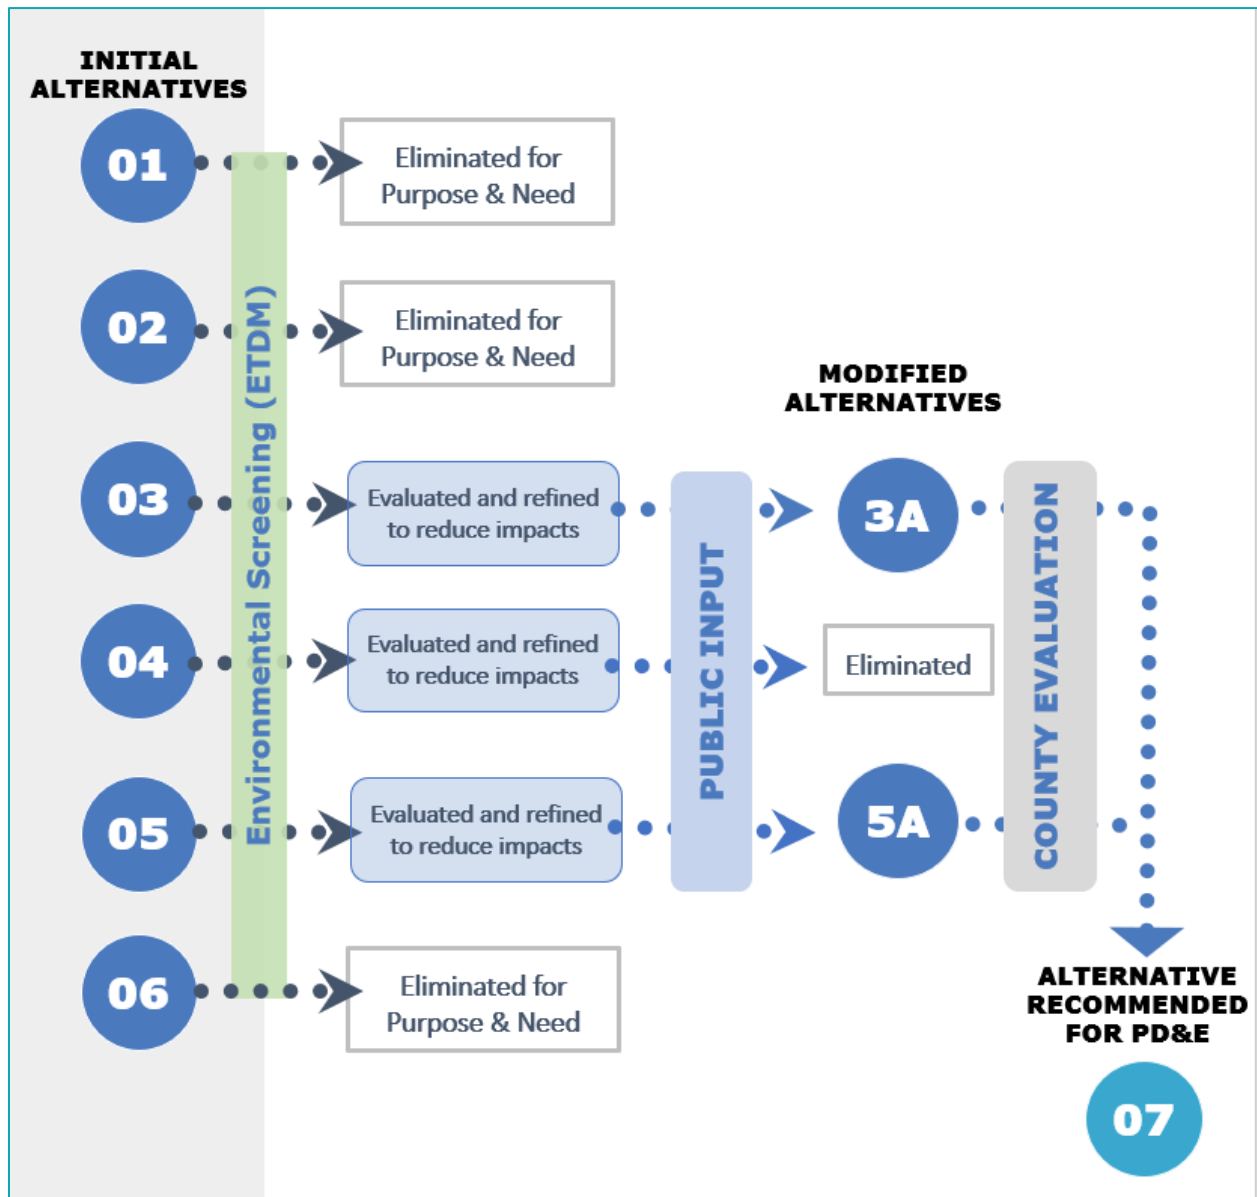 INITIAL
ALTERNATIVES
01
Eliminated for
Purpose & Need
02
Eliminated for
Purpose & Need
Environmental Screening (ETDM)
MODIFIED
ALTERNATIVES
03
Evaluated and refined
to reduce impacts
PUBLIC INPUT
3A
COUNTY EVALUATION
04
Evaluated and refined
to reduce impacts
Eliminated
05
Evaluated and refined
to reduce impacts
5A
06
Eliminated for
Purpose & Need
ALTERNATIVE
RECOMMENDED
FOR PD&E
07